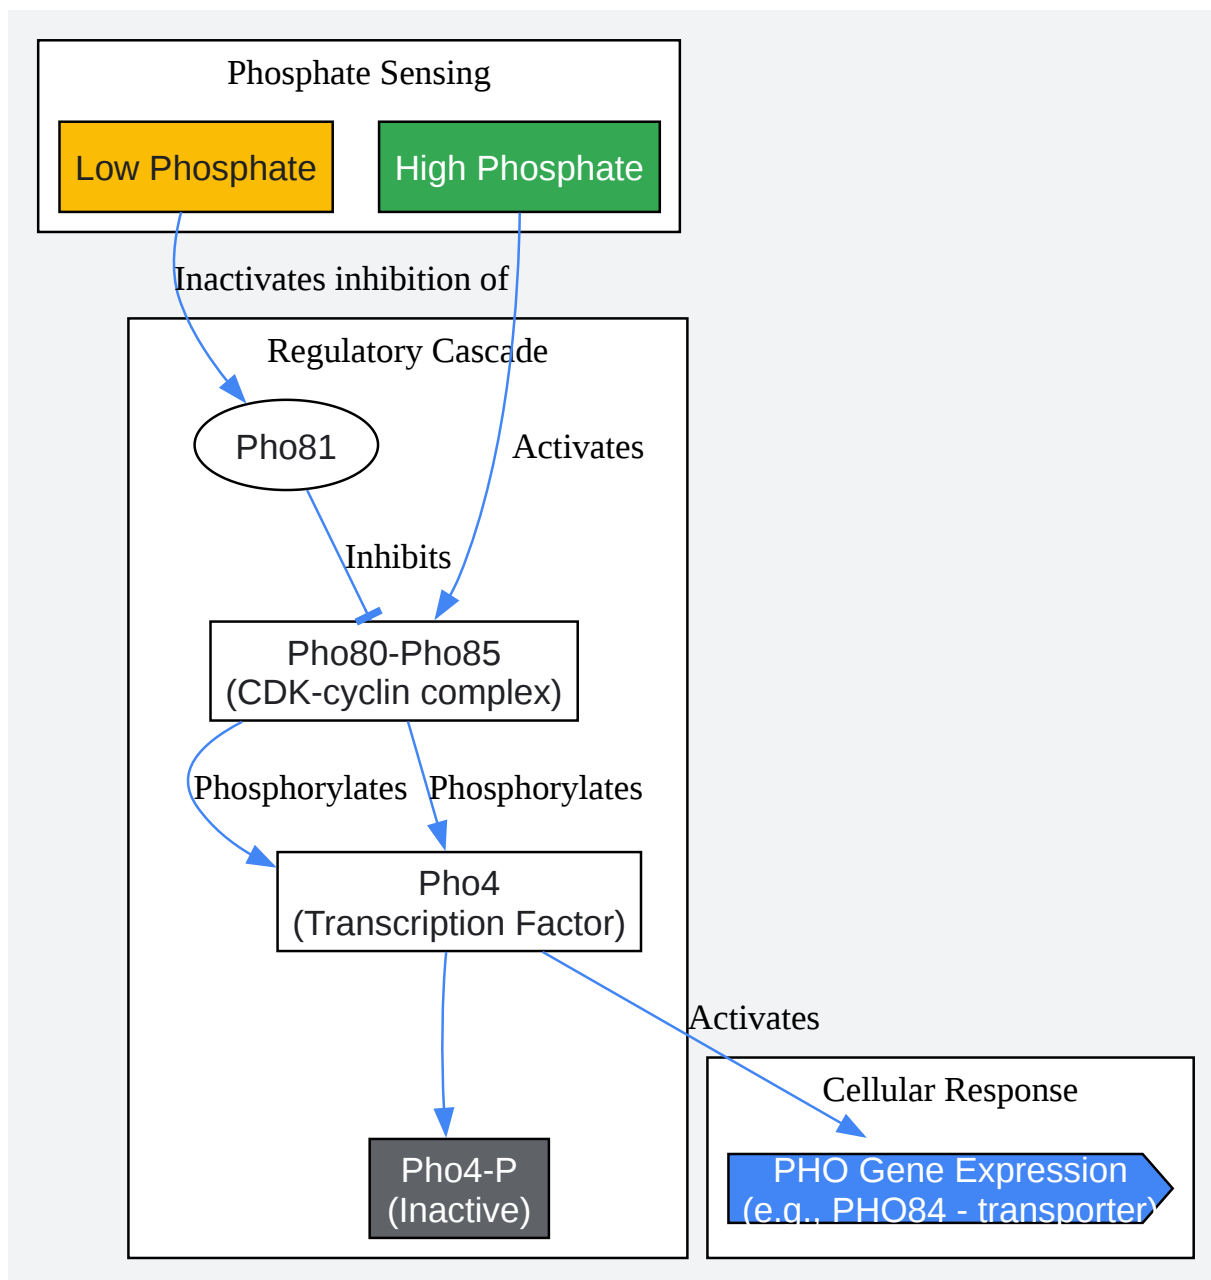 Phosphate Sensing
Low Phosphate
High Phosphate
Inactivates inhibition of
Regulatory Cascade
Pho81
Activates
Inhibits
Pho80-Pho85
(CDK-cyclin complex)
Phosphorylates
Phosphorylates
Pho4
(Transcription Factor)
Activates
Cellular Response
Pho4-P
(Inactive)
PHO Gene Expression
(e.g., PHO84 - transporter)